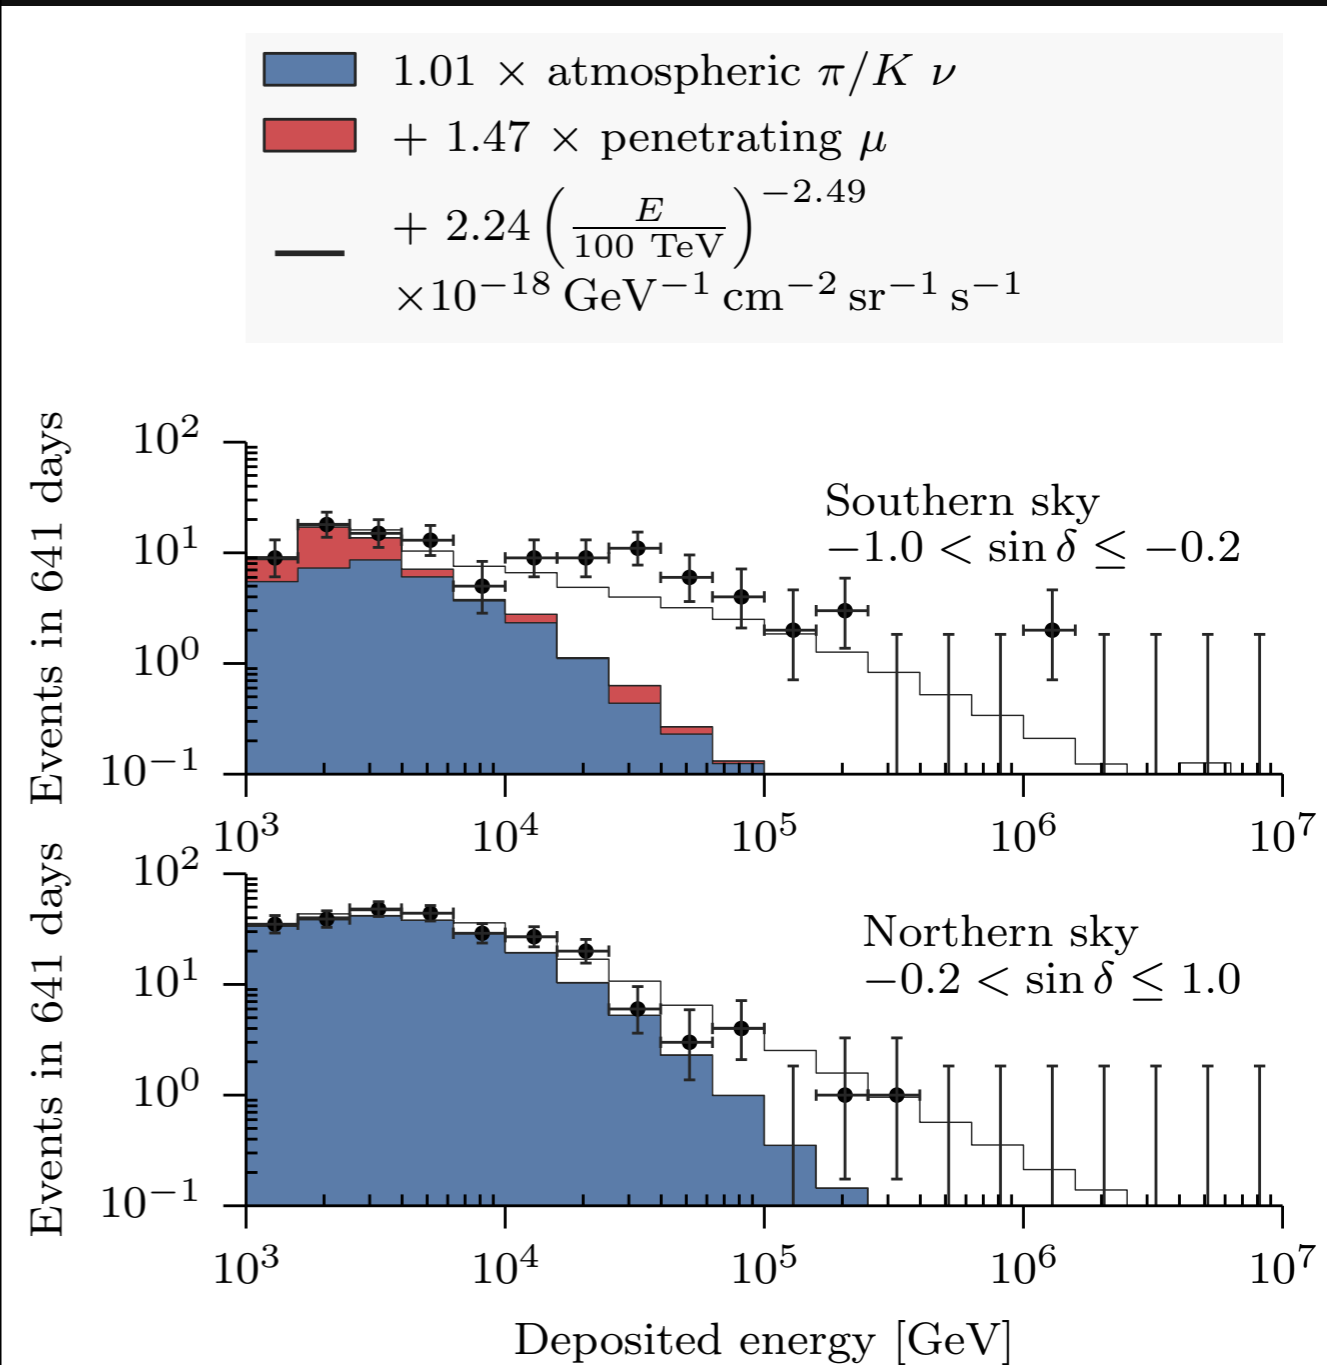 1.01 × atmospheric π/K ν
+ 1.47 × penetrating μ
+ 2.24 (E/100 TeV)^−2.49
×10^−18 GeV^−1 cm^−2 sr^−1 s^−1
Events in 641 days
10^2
10^1
10^0
10^−1
Southern sky
−1.0 < sin δ ≤ −0.2
10^3 10^4 10^5 10^6 10^7
Events in 641 days
10^2
10^1
10^0
10^−1
Northern sky
−0.2 < sin δ ≤ 1.0
10^3 10^4 10^5 10^6 10^7
Deposited energy [GeV]